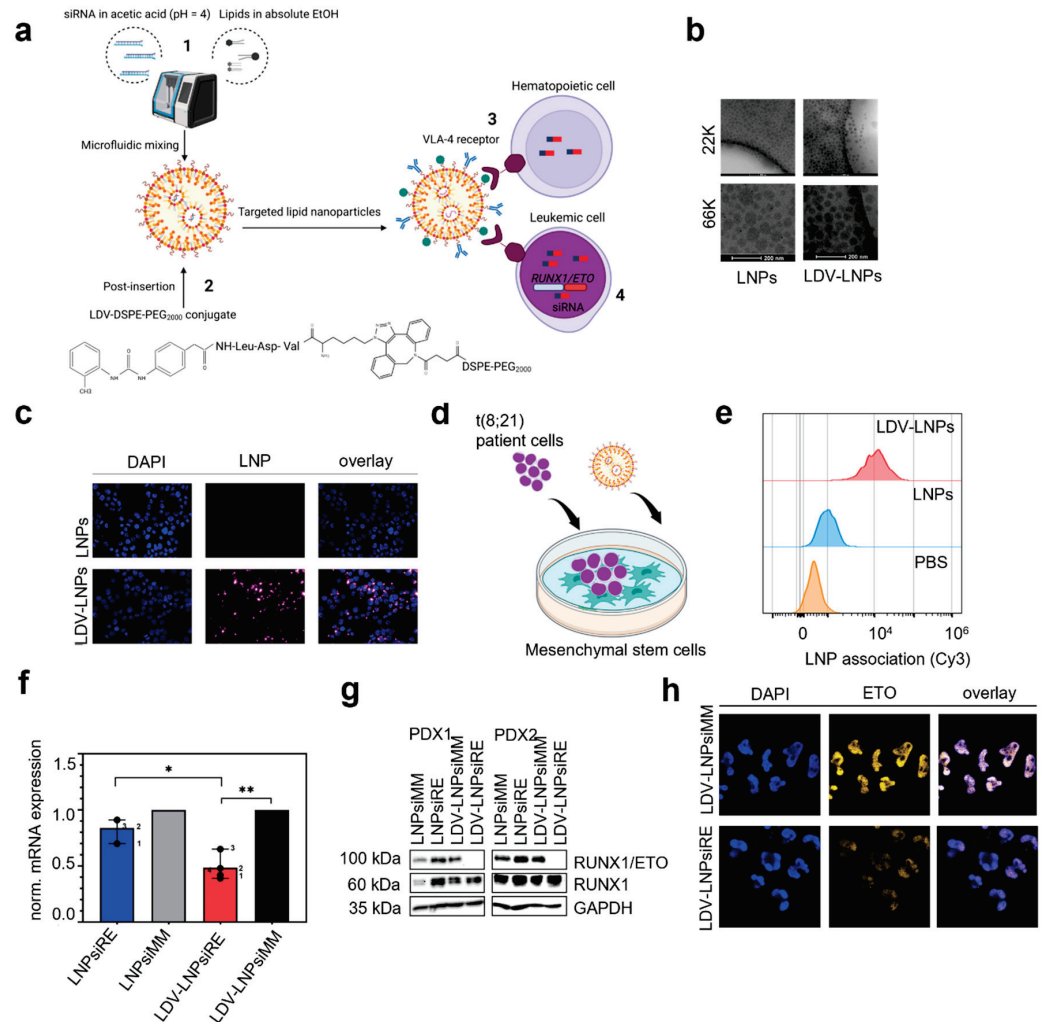 a
siRNA in acetic acid (pH = 4)
Lipids in absolute EtOH
1
Microfluidic mixing
Targeted lipid nanoparticles
Post-insertion
2
LDV-DSPE-PEG2000 conjugate
3
VLA-4 receptor
Hematopoietic cell
Leukemic cell
RUNX1/ETO
siRNA
4
CH3
NH
O
NH
O
NH-Leu-Asp- Val
O
NH2
N=N
N
N
O
O
DSPE-PEG2000
b
22K
66K
200 nm
200 nm
LNPs
LDV-LNPs
c
DAPI
LNP
overlay
LNPs
LDV-LNPs
d
t(8;21)
patient cells
Mesenchymal stem cells
e
LDV-LNPs
LNPs
PBS
0
10^4
10^6
LNP association (Cy3)
f
norm. mRNA expression
1.5
1.0
0.5
0.0
*
**
3 2
1
3
4 2
1
LNPsiRE
LNPsiMM
LDV-LNPsiRE
LDV-LNPsiMM
g
PDX1
PDX2
LNPsiMM
LNPsiRE
LDV-LNPsiMM
LDV-LNPsiRE
LNPsiMM
LNPsiRE
LDV-LNPsiMM
LDV-LNPsiRE
100 kDa
RUNX1/ETO
60 kDa
RUNX1
35 kDa
GAPDH
h
DAPI
ETO
overlay
LDV-LNPsiMM
LDV-LNPsiRE